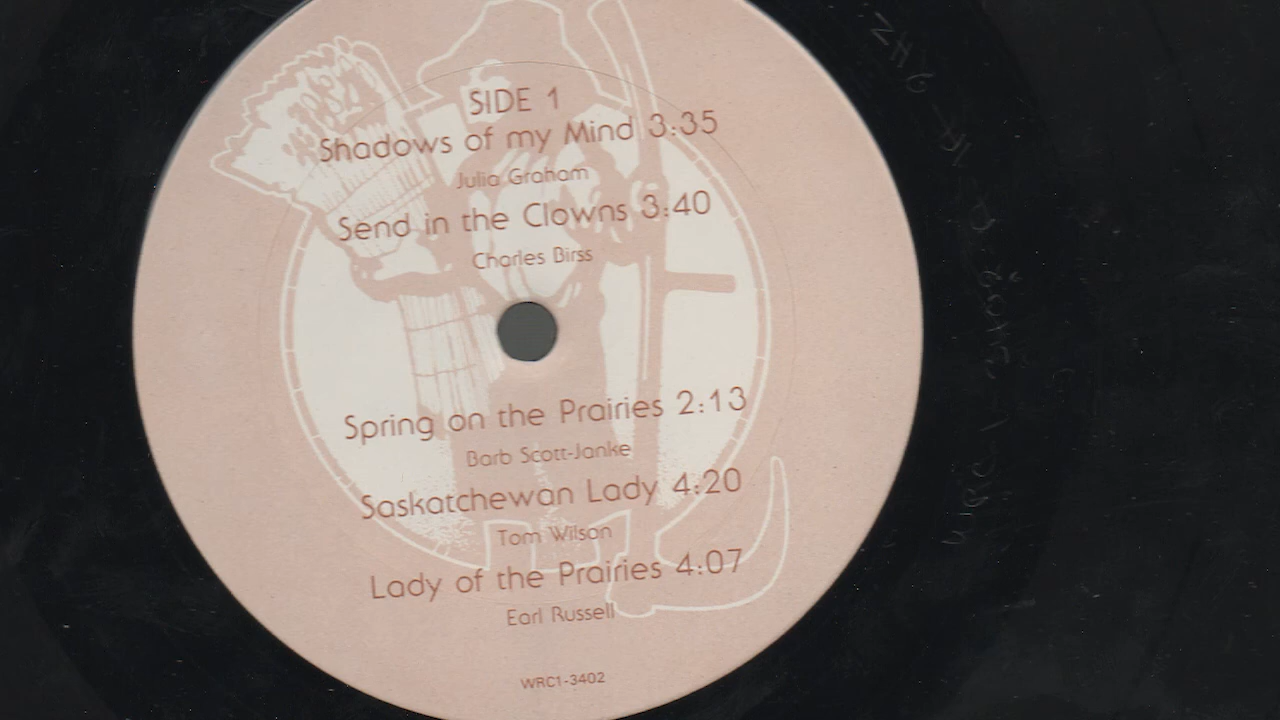 SIDE 1
Shadows of my Mind 3:35
Julia Graham
Send in the Clowns 3:40
Charles Birss
Spring on the Prairies 2:13
Barb Scott-Janke
Saskatchewan Lady 4:20
Tom Wilson
Lady of the Prairies 4:07
Earl Russell
WRC1-3402